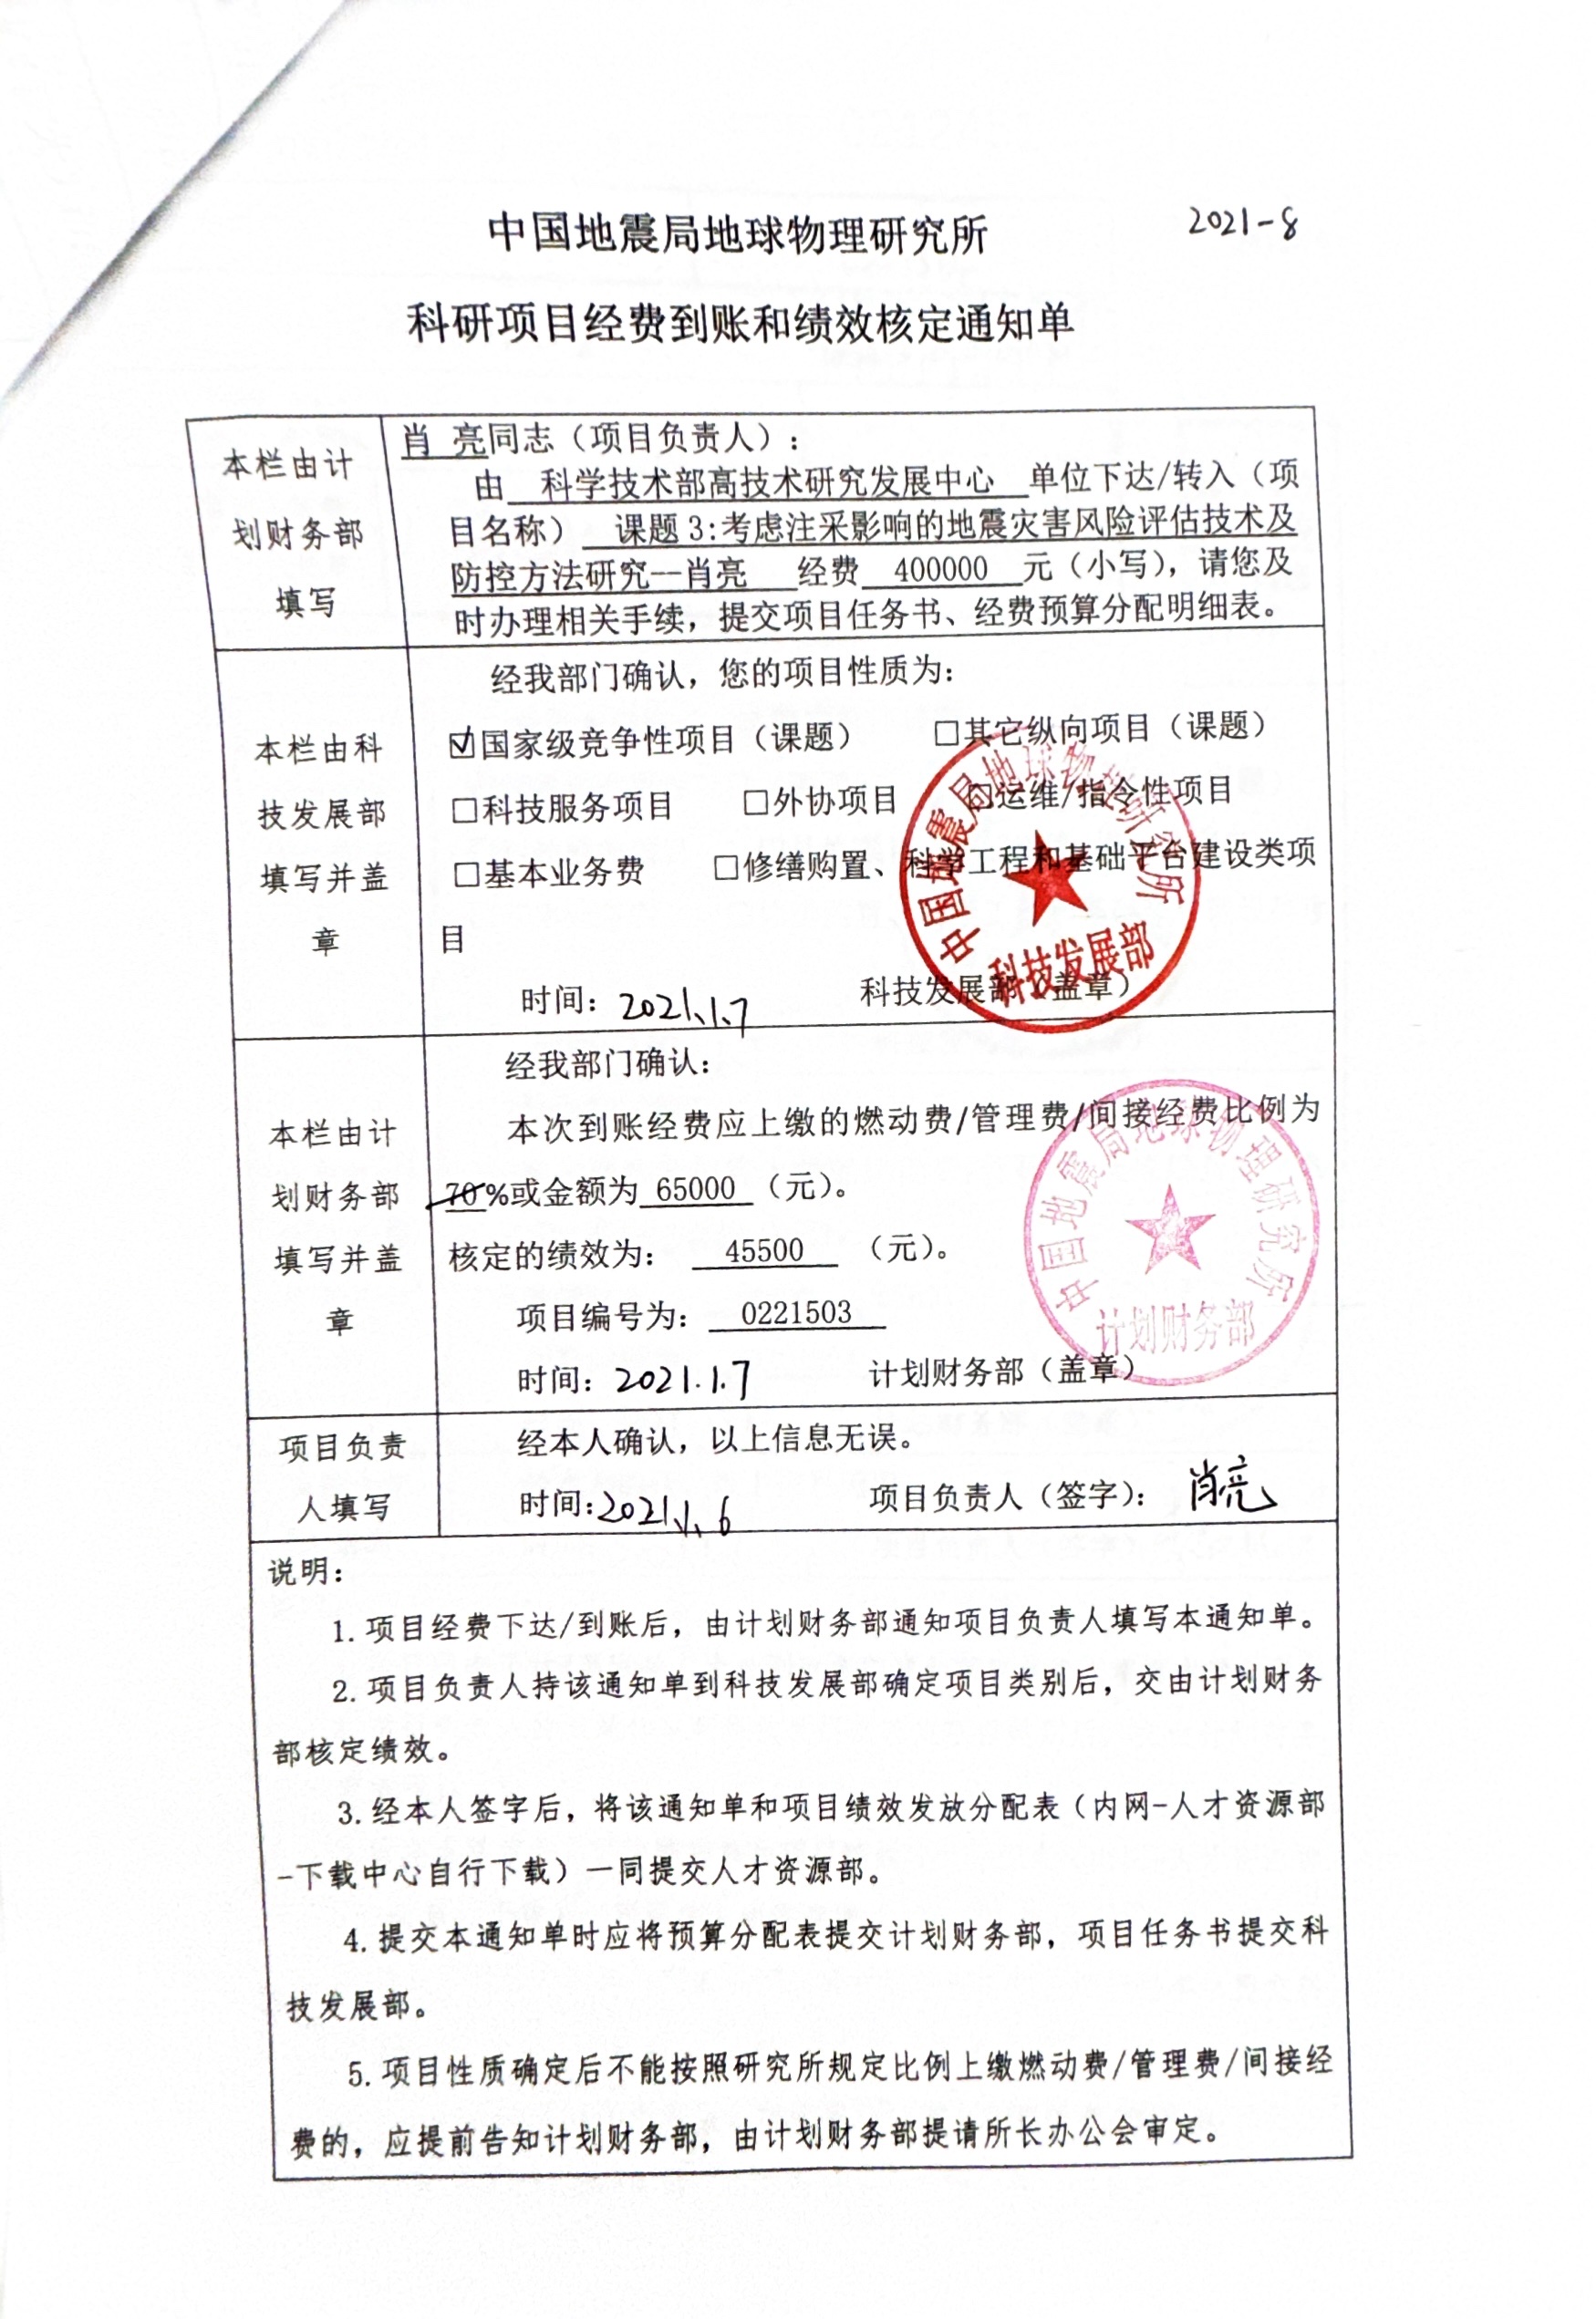 2021-8
中国地震局地球物理研究所
科研项目经费到账和绩效核定通知单
本栏由计
划财务部
填写
肖 亮同志（项目负责人）：
由 科学技术部高技术研究发展中心 单位下达/转入（项
目名称） 课题3:考虑注采影响的地震灾害风险评估技术及
防控方法研究--肖亮 经费 400000 元（小写），请您及
时办理相关手续，提交项目任务书、经费预算分配明细表。
本栏由科
技发展部
填写并盖
章
经我部门确认，您的项目性质为：
☑国家级竞争性项目（课题） □其它纵向项目（课题）
□科技服务项目 □外协项目 □运维/指令性项目
□基本业务费 □修缮购置、科学工程和基础平台建设类项
目
时间：2021.1.7 科技发展部（盖章）
中国地震局地球物理研究所
科技发展部
本栏由计
划财务部
填写并盖
章
经我部门确认：
本次到账经费应上缴的燃动费/管理费/间接经费比例为
70%或金额为 65000 （元）。
核定的绩效为： 45500 （元）。
项目编号为： 0221503
时间：2021.1.7 计划财务部（盖章）
中国地震局地球物理研究所
计划财务部
项目负责
人填写
经本人确认，以上信息无误。
时间:2021.1.6 项目负责人（签字）： 肖亮
说明：
1.项目经费下达/到账后，由计划财务部通知项目负责人填写本通知单。
2.项目负责人持该通知单到科技发展部确定项目类别后，交由计划财务
部核定绩效。
3.经本人签字后，将该通知单和项目绩效发放分配表（内网-人才资源部
-下载中心自行下载）一同提交人才资源部。
4.提交本通知单时应将预算分配表提交计划财务部，项目任务书提交科
技发展部。
5.项目性质确定后不能按照研究所规定比例上缴燃动费/管理费/间接经
费的，应提前告知计划财务部，由计划财务部提请所长办公会审定。